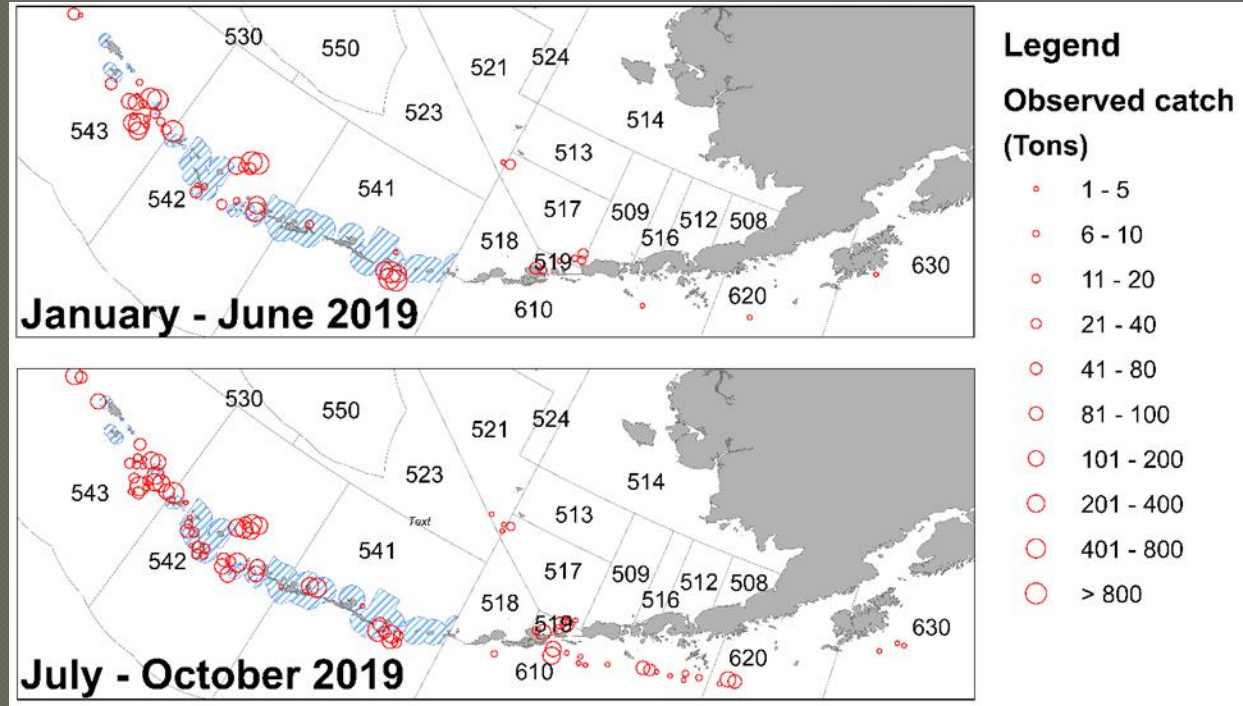 530
550
521
524
514
523
543
513
541
542
517
509
512
508
516
518
519
630
620
610
January - June 2019
530
550
521
524
514
523
543
513
Text
541
542
517
509
512
508
516
518
519
630
620
610
July - October 2019
Legend
Observed catch
(Tons)
1 - 5
6 - 10
11 - 20
21 - 40
41 - 80
81 - 100
101 - 200
201 - 400
401 - 800
> 800